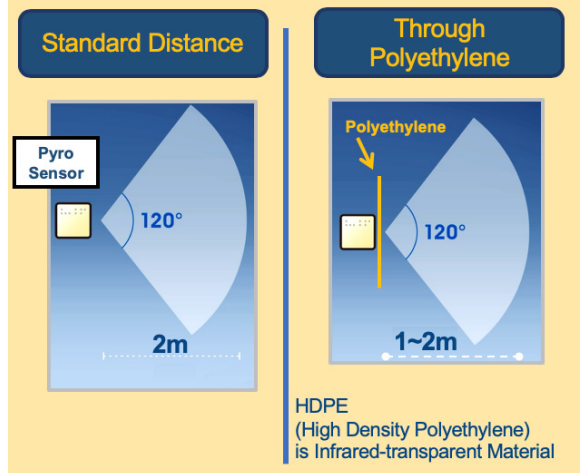 Standard Distance
Through
Polyethylene
Pyro
Sensor
120°
2m
Polyethylene
120°
1~2m
HDPE
(High Density Polyethylene)
is Infrared-transparent Material